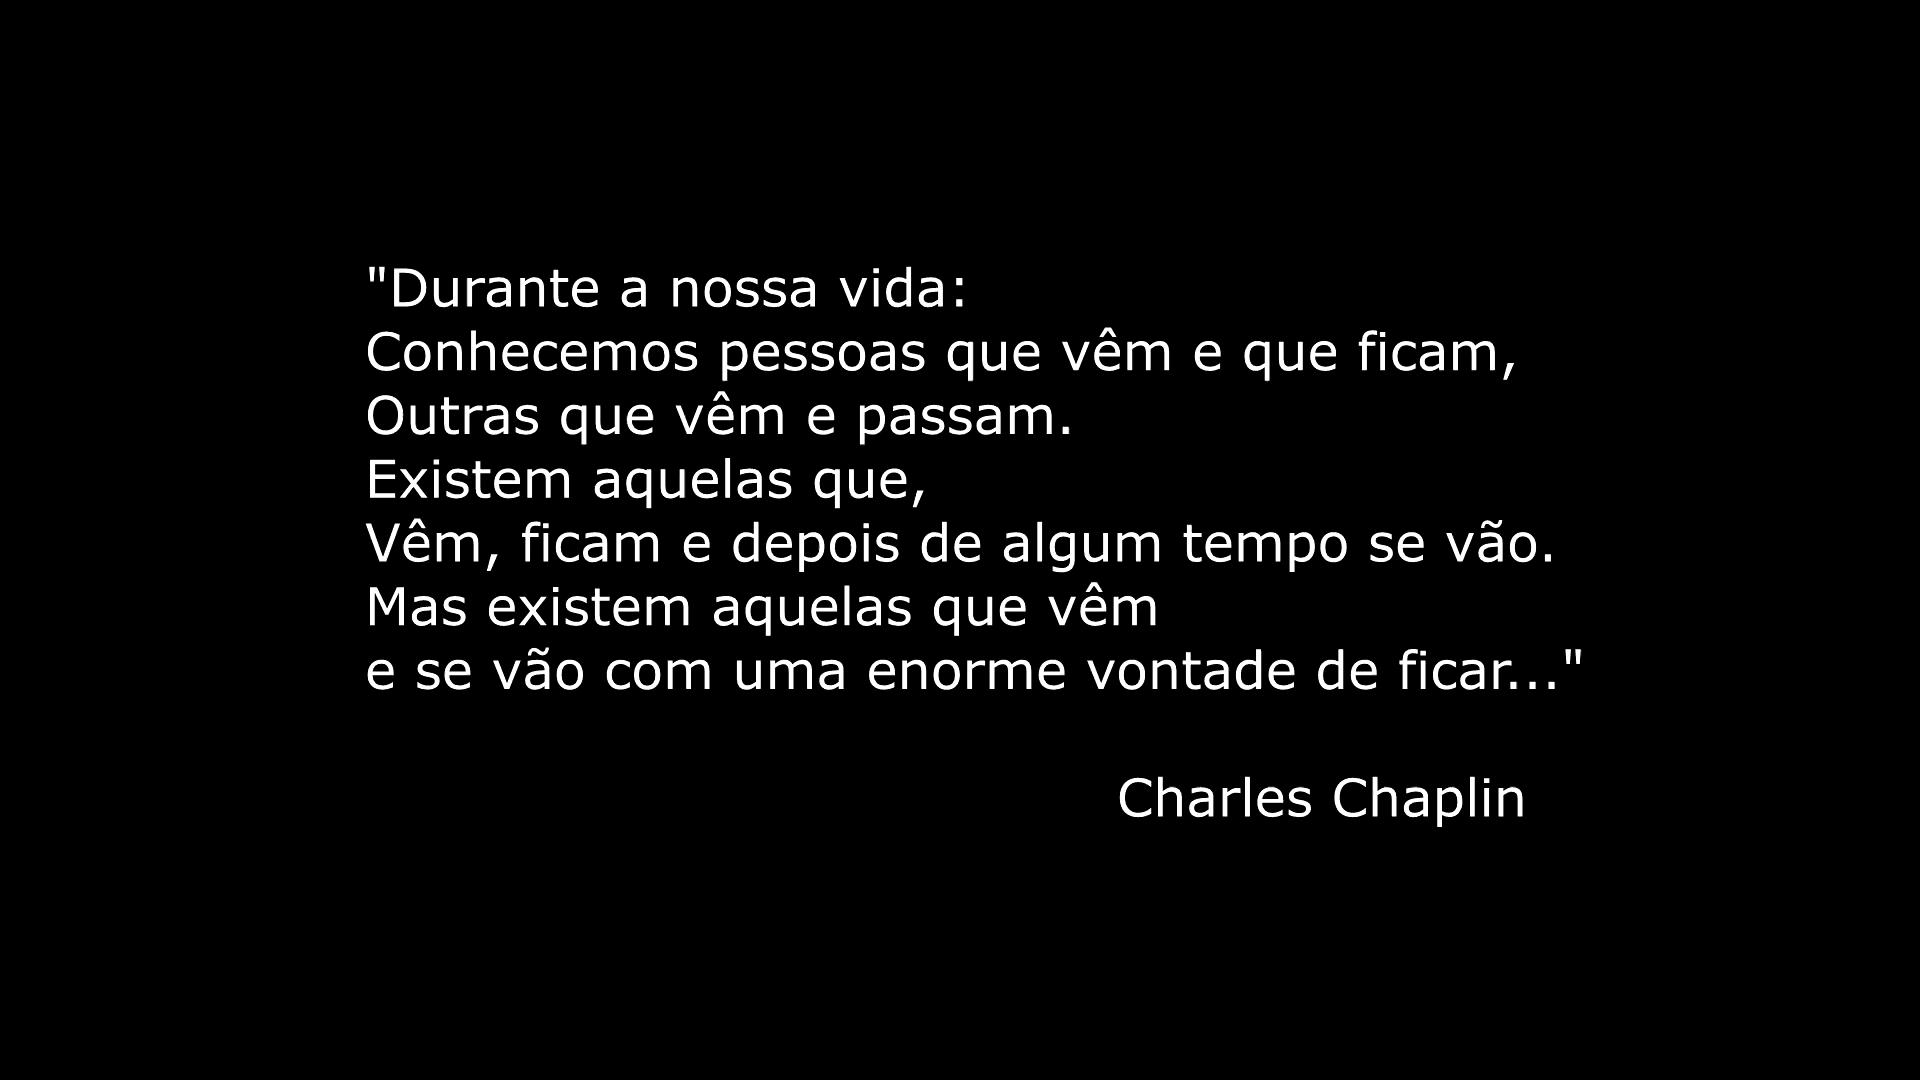 "Durante a nossa vida:
Conhecemos pessoas que vêm e que ficam,
Outras que vêm e passam.
Existem aquelas que,
Vêm, ficam e depois de algum tempo se vão.
Mas existem aquelas que vêm
e se vão com uma enorme vontade de ficar..."
Charles Chaplin